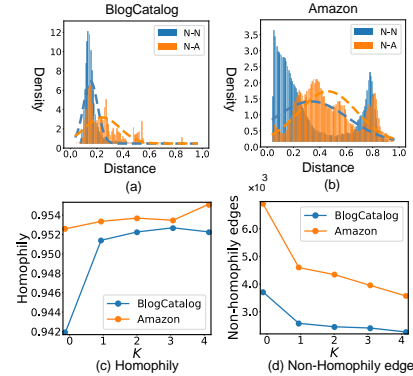 BlogCatalog
12
10
8
6
4
2
0
Density
N-N
N-A
0.0 0.2 0.4 0.6 0.8 1.0
Distance
(a)
Amazon
3.5
3.0
2.5
2.0
1.5
1.0
0.5
0.0
Density
N-N
N-A
0.0 0.2 0.4 0.6 0.8 1.0
Distance
(b)
0.954
0.952
0.950
0.948
0.946
0.944
0.942
Homophily
BlogCatalog
Amazon
0 1 2 3 4
K
(c) Homophily
×10³
6.0
5.0
4.0
3.0
Non-homophily edges
BlogCatalog
Amazon
0 1 2 3 4
K
(d) Non-Homophily edge